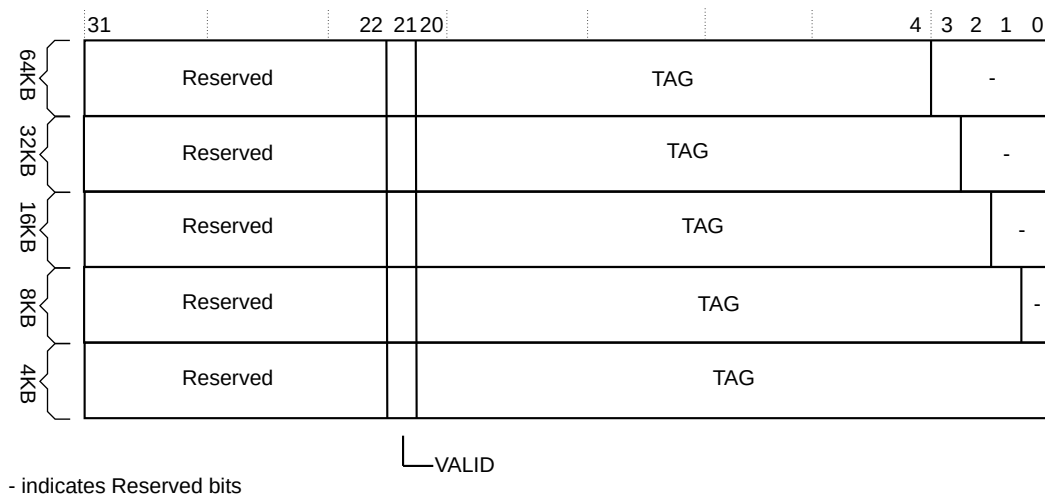 31 22 21 20 4 3 2 1 0
64KB Reserved TAG -
32KB Reserved TAG -
16KB Reserved TAG -
8KB Reserved TAG -
4KB Reserved TAG
VALID
- indicates Reserved bits